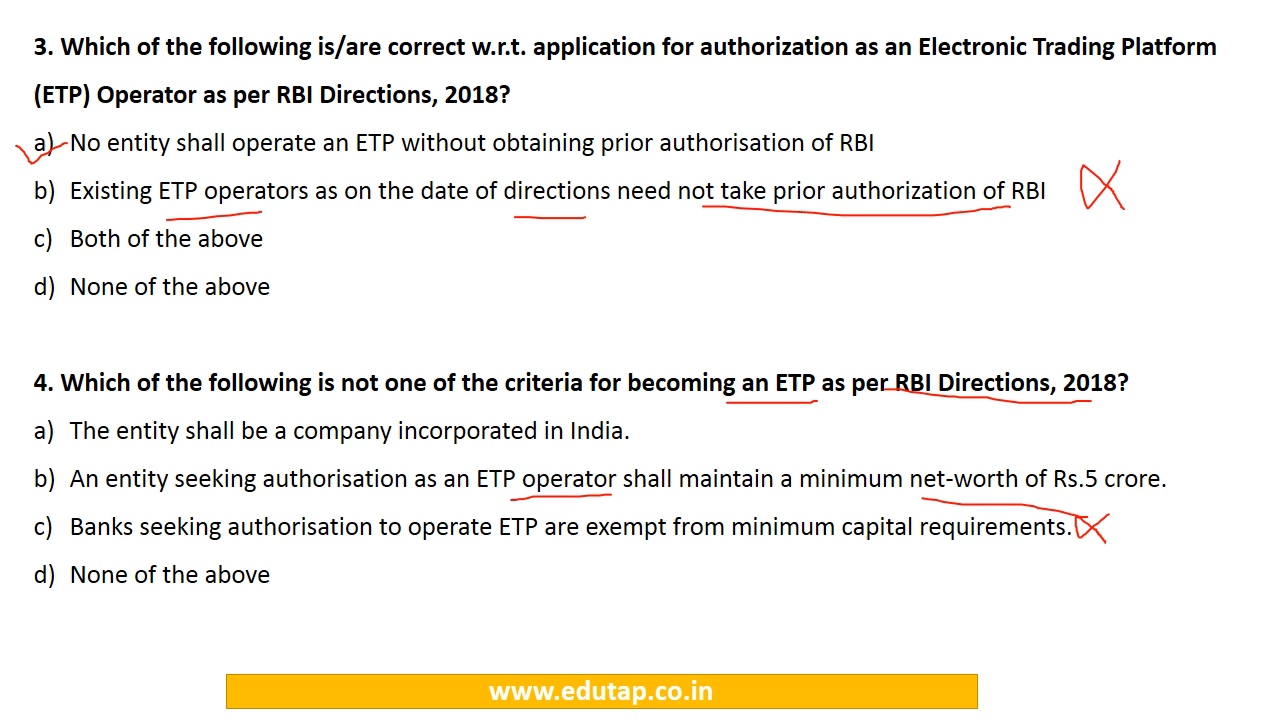 3. Which of the following is/are correct w.r.t. application for authorization as an Electronic Trading Platform
(ETP) Operator as per RBI Directions, 2018?
a) No entity shall operate an ETP without obtaining prior authorisation of RBI
b) Existing ETP operators as on the date of directions need not take prior authorization of RBI
c) Both of the above
d) None of the above
4. Which of the following is not one of the criteria for becoming an ETP as per RBI Directions, 2018?
a) The entity shall be a company incorporated in India.
b) An entity seeking authorisation as an ETP operator shall maintain a minimum net-worth of Rs.5 crore.
c) Banks seeking authorisation to operate ETP are exempt from minimum capital requirements.
d) None of the above
www.edutap.co.in